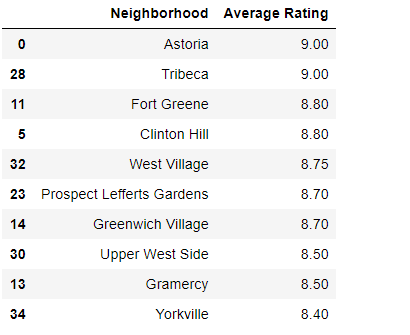 Neighborhood Average Rating
0 Astoria 9.00
28 Tribeca 9.00
11 Fort Greene 8.80
5 Clinton Hill 8.80
32 West Village 8.75
23 Prospect Lefferts Gardens 8.70
14 Greenwich Village 8.70
30 Upper West Side 8.50
13 Gramercy 8.50
34 Yorkville 8.40